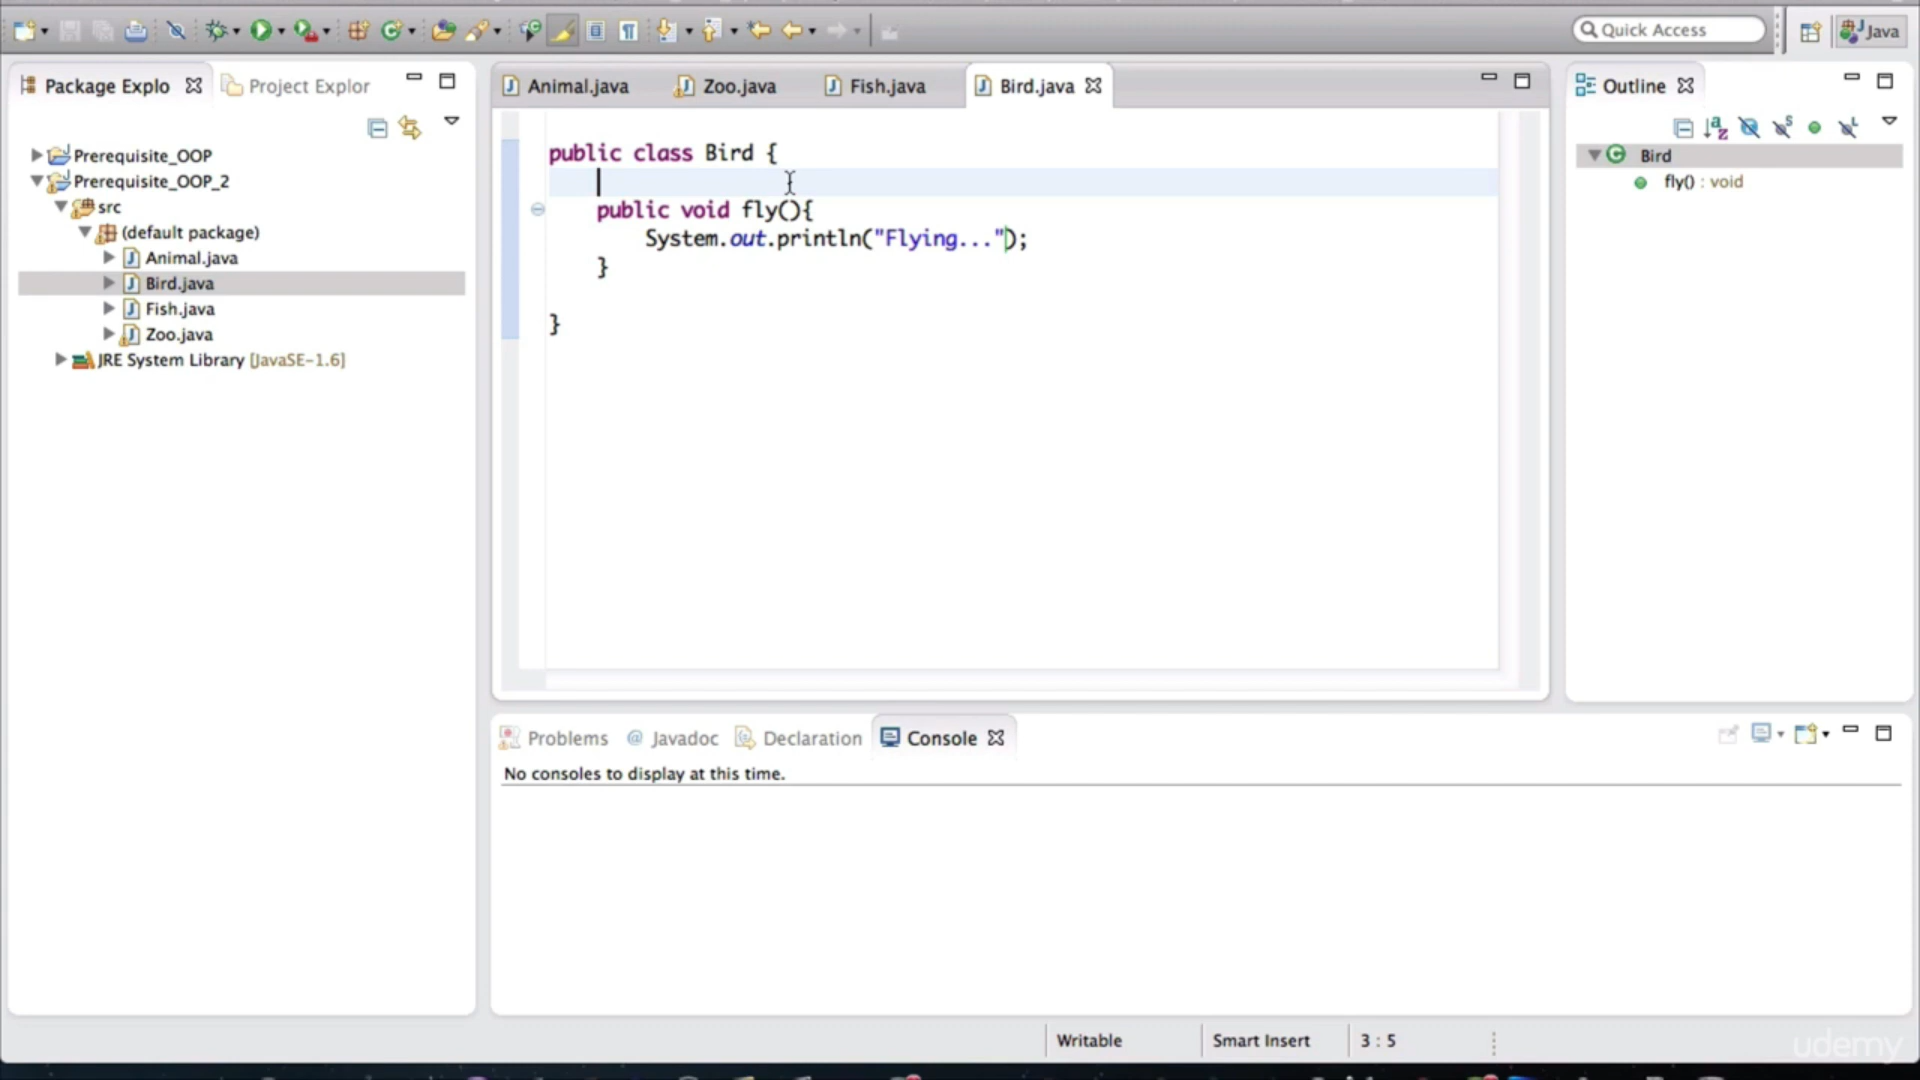 Quick Access
Java
Package Explo
Project Explor
Prerequisite_OOP
Prerequisite_OOP_2
src
(default package)
Animal.java
Bird.java
Fish.java
Zoo.java
JRE System Library [JavaSE-1.6]
Animal.java
Zoo.java
Fish.java
Bird.java
public class Bird {
public void fly(){
System.out.println("Flying...");
}
}
Outline
Bird
fly() : void
Problems
@ Javadoc
Declaration
Console
No consoles to display at this time.
Writable
Smart Insert
3 : 5
udemy